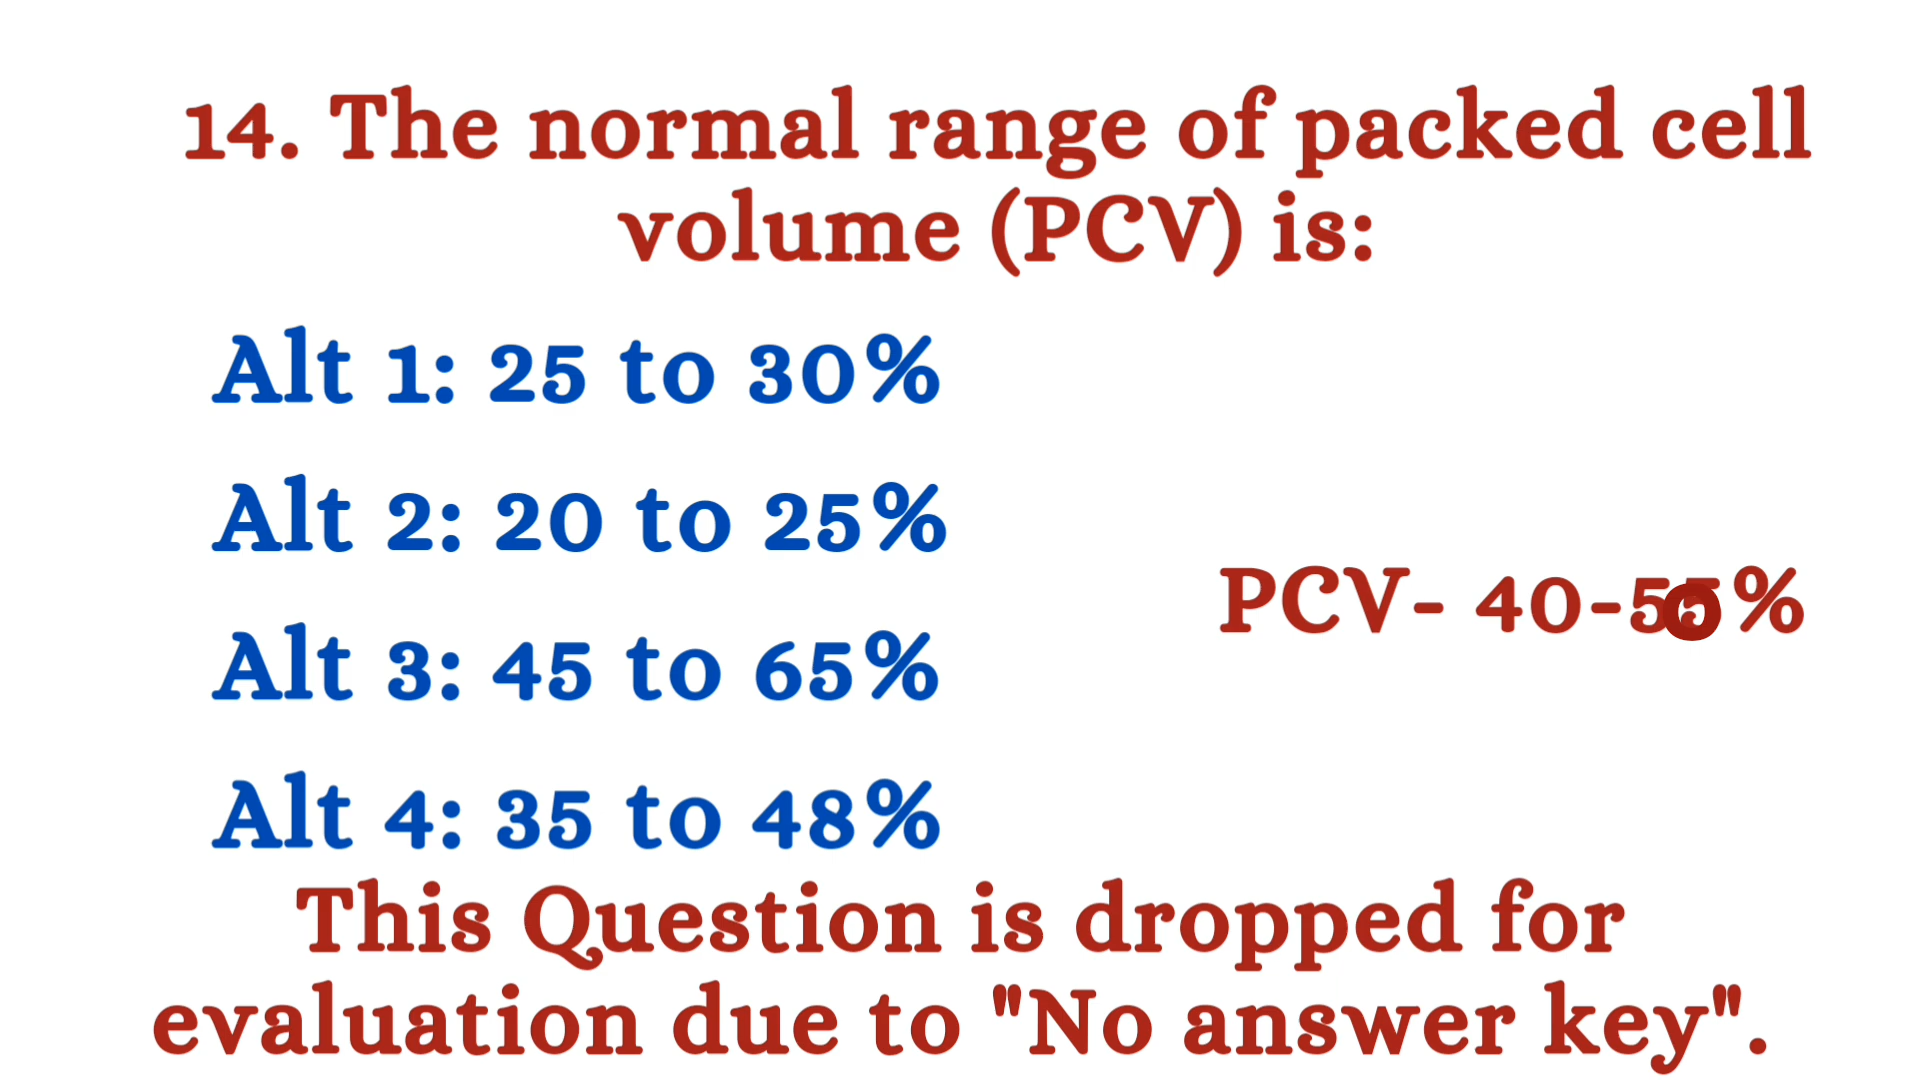 14. The normal range of packed cell
volume (PCV) is:
Alt 1: 25 to 30%
Alt 2: 20 to 25%
PCV- 40-55%
Alt 3: 45 to 65%
Alt 4: 35 to 48%
This Question is dropped for
evaluation due to "No answer key".